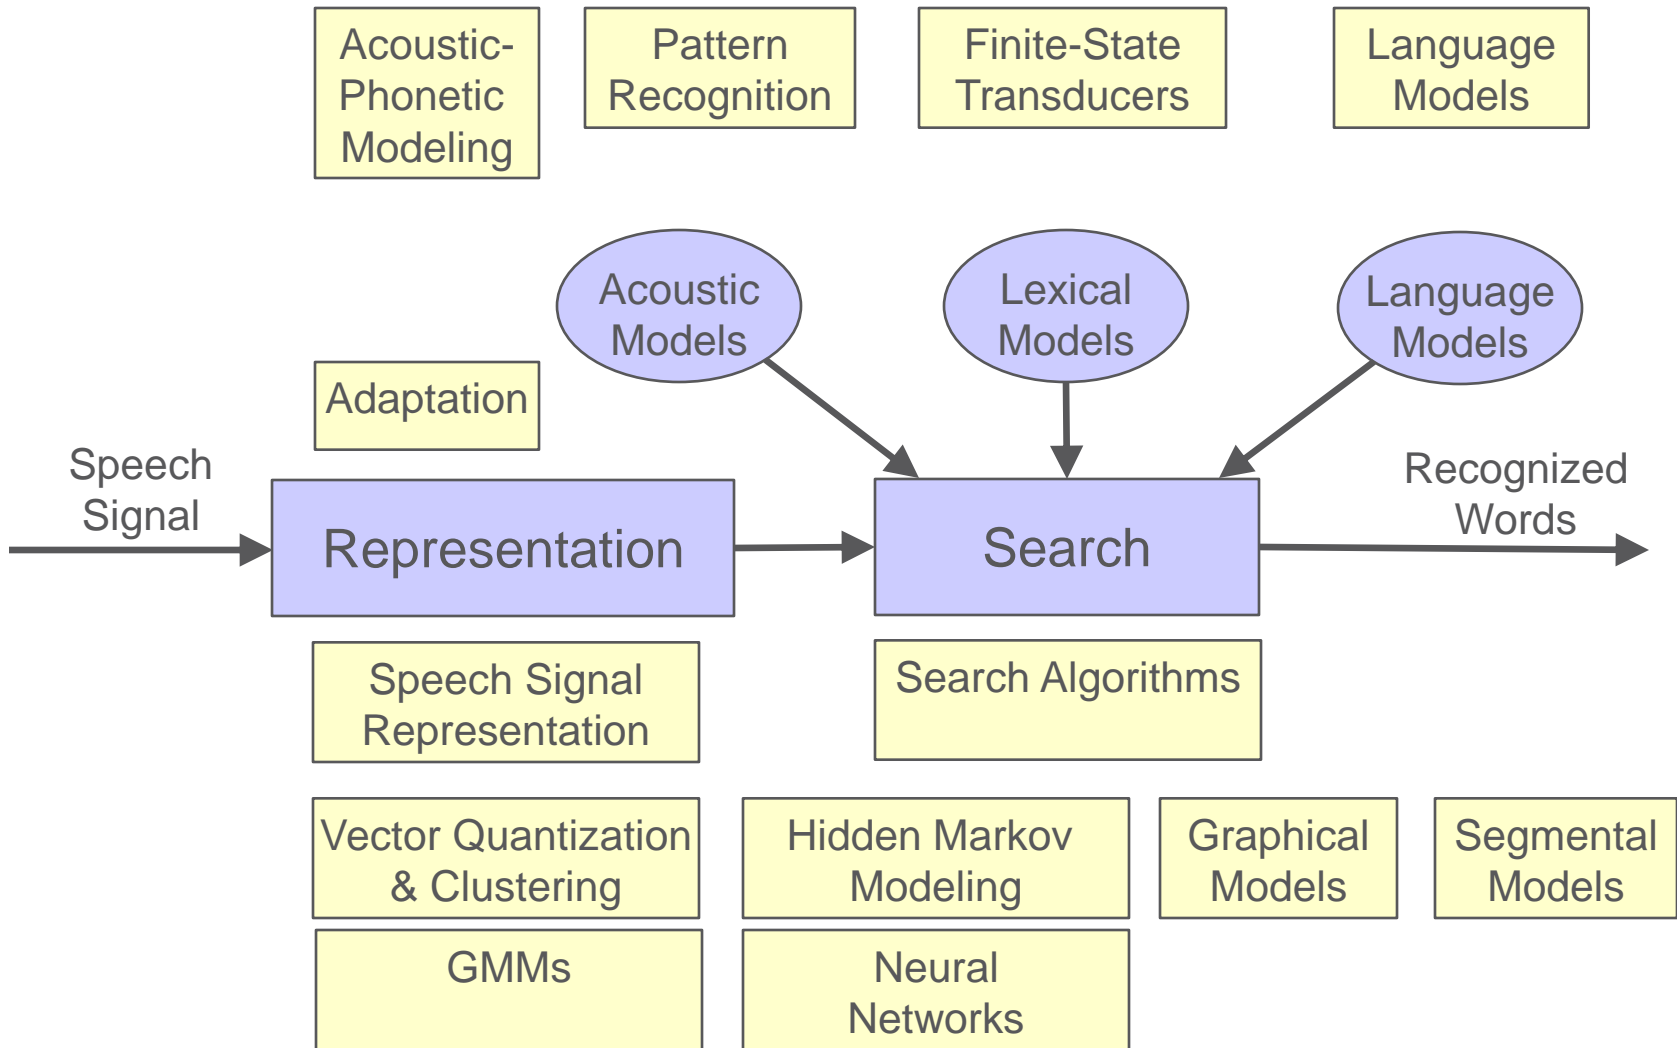 Acoustic-
Phonetic
Modeling
Pattern
Recognition
Finite-State
Transducers
Language
Models
Acoustic
Models
Lexical
Models
Language
Models
Adaptation
Speech
Signal
Representation
Search
Recognized
Words
Speech Signal
Representation
Search Algorithms
Vector Quantization
& Clustering
Hidden Markov
Modeling
Graphical
Models
Segmental
Models
GMMs
Neural
Networks